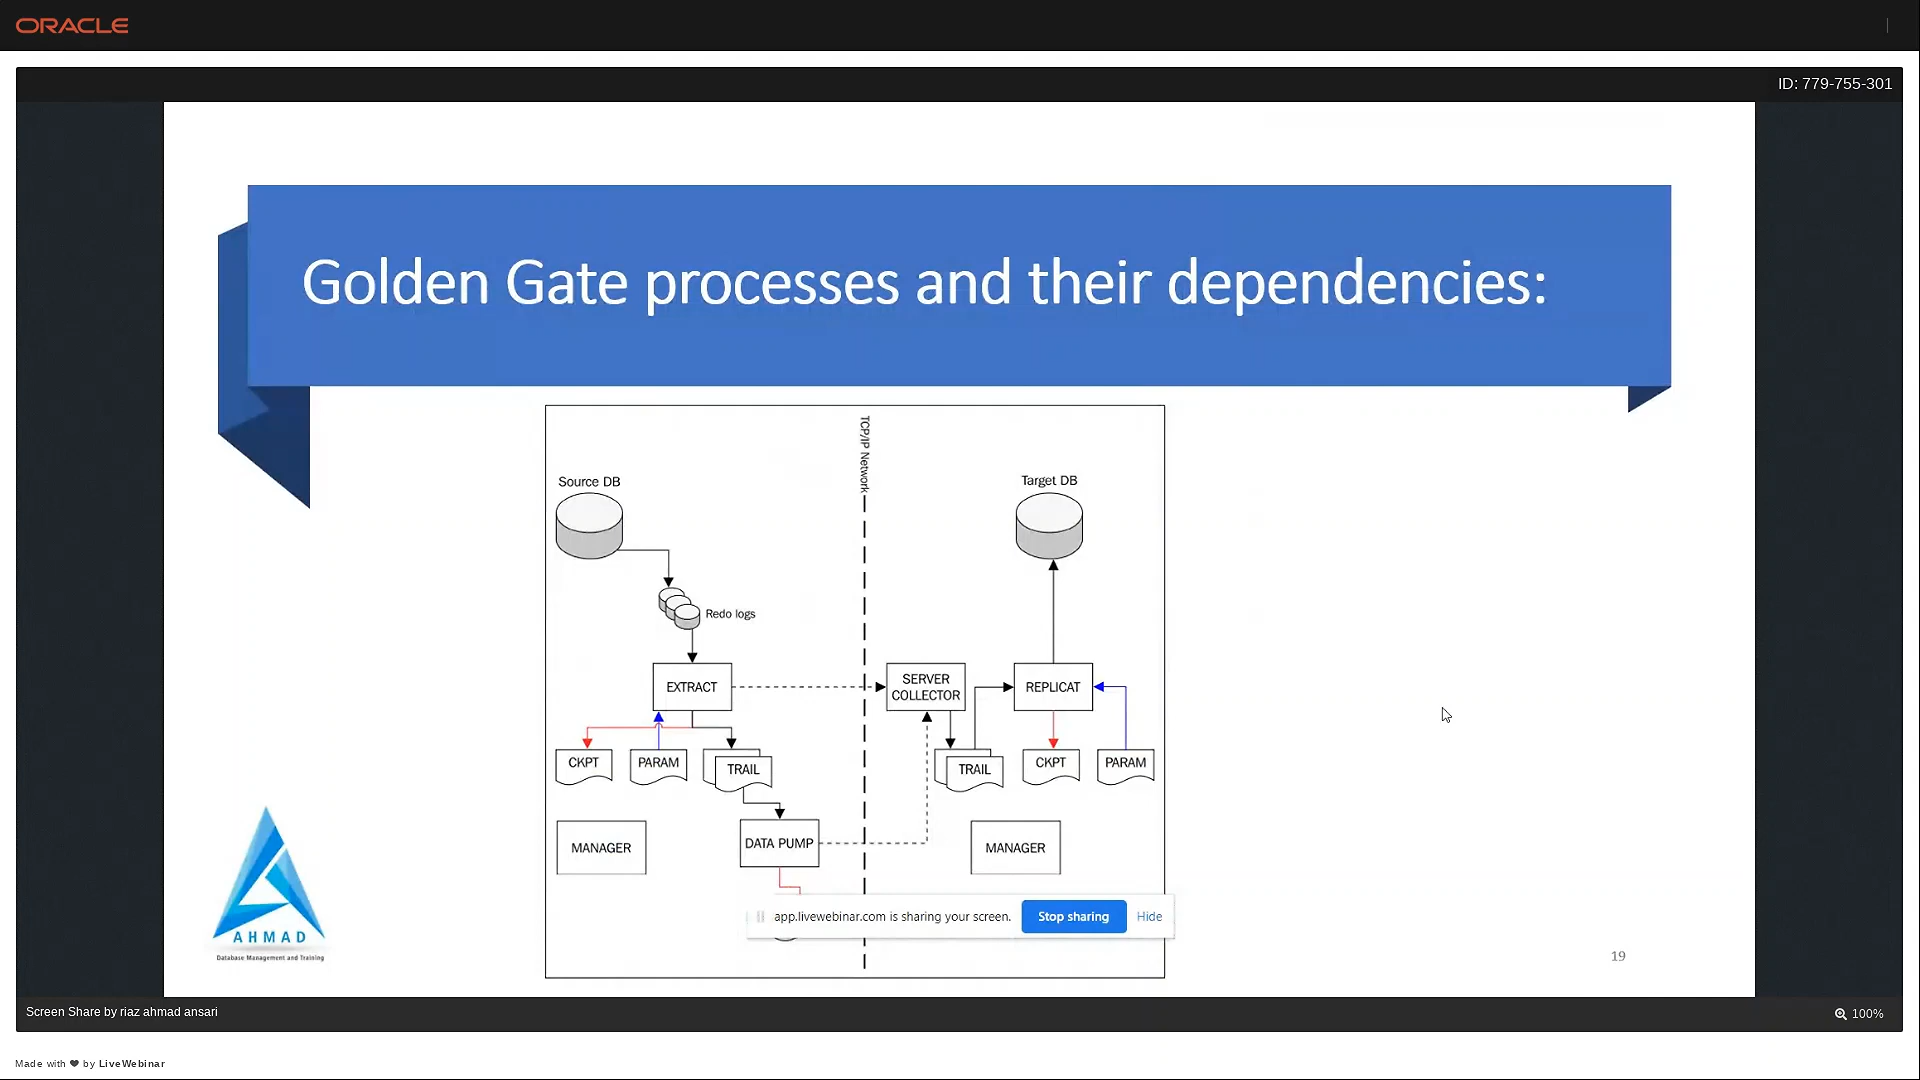 ORACLE
ID: 779-755-301
Golden Gate processes and their dependencies:
TCP/IP Network
Source DB
Target DB
Redo logs
EXTRACT
SERVER
COLLECTOR
REPLICAT
CKPT
PARAM
TRAIL
TRAIL
CKPT
PARAM
MANAGER
DATA PUMP
MANAGER
app.livewebinar.com is sharing your screen.
Stop sharing
Hide
AHMAD
Database Management and Training
19
Screen Share by riaz ahmad ansari
100%
Made with ❤ by LiveWebinar